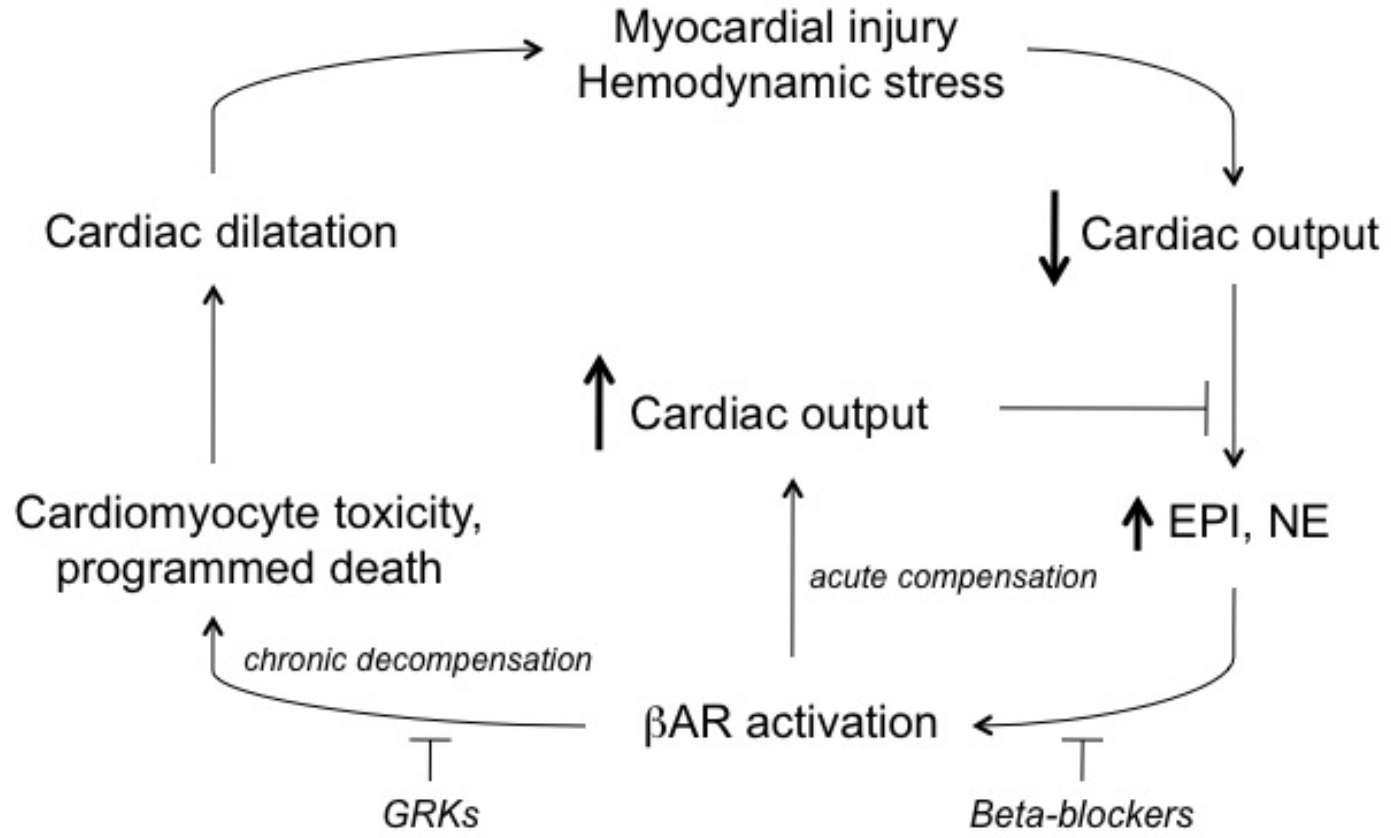 Myocardial injury
Hemodynamic stress
Cardiac dilatation
Cardiac output
Cardiac output
Cardiomyocyte toxicity,
programmed death
EPI, NE
acute compensation
chronic decompensation
βAR activation
GRKs
Beta-blockers